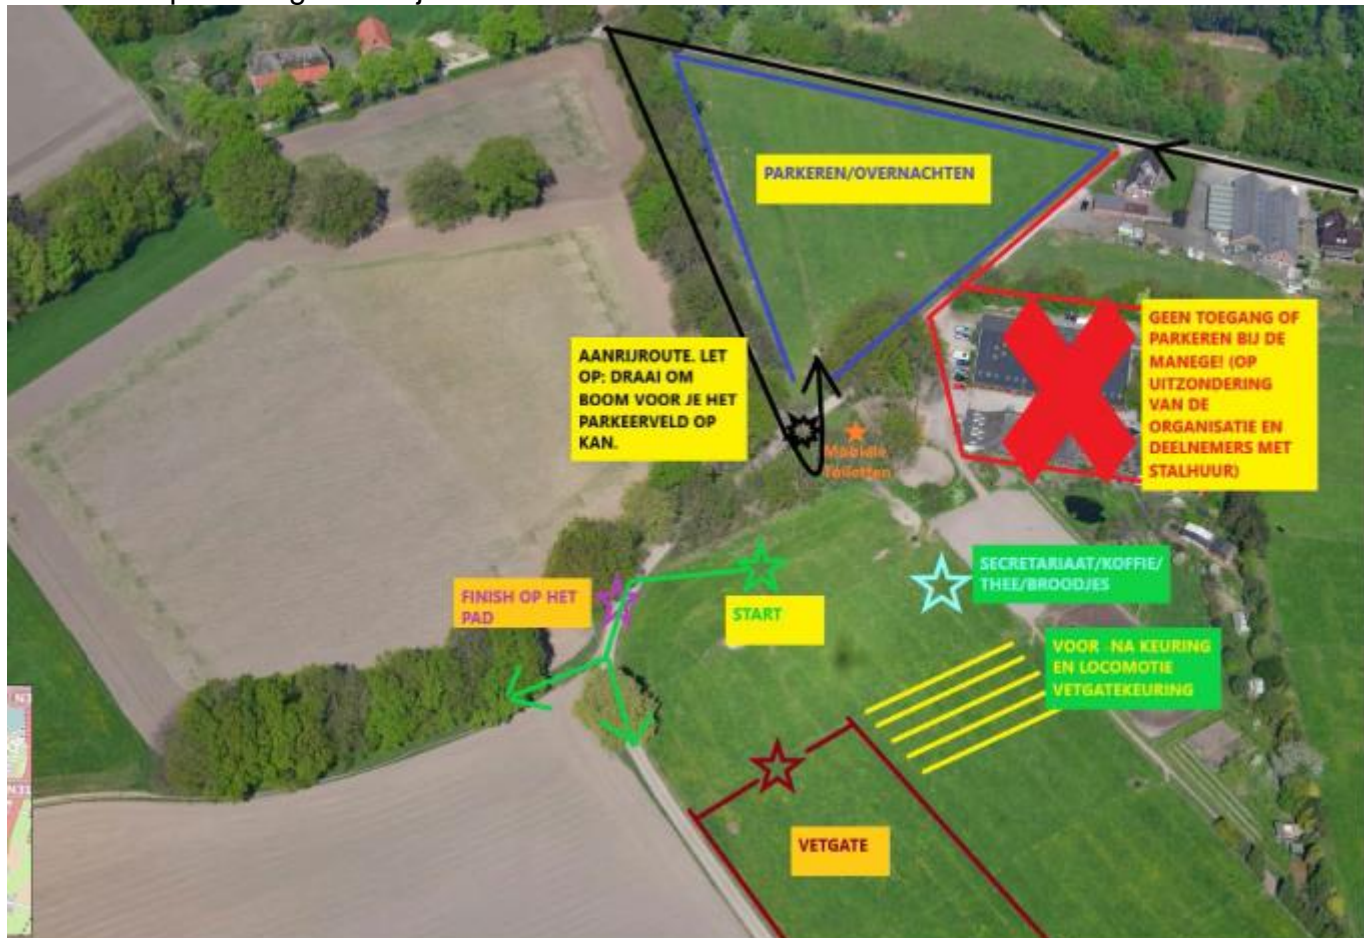 PARKEREN/OVERNACHTEN
GEEN TOEGANG OF
PARKEREN BIJ DE
MANEGE! (OP
UITZONDERING
VAN DE
ORGANISATIE EN
DEELNEMERS MET
STALHUUR)
AANRIJROUTE. LET
OP: DRAAI OM
BOOM VOOR JE HET
PARKEERVELD OP
KAN.
Mobiele
Toiletten
SECRETARIAAT/KOFFIE/
THEE/BROODJES
FINISH OP HET
PAD
START
VOOR NA KEURING
EN LOCOMOTIE
VETGATEKEURING
VETGATE